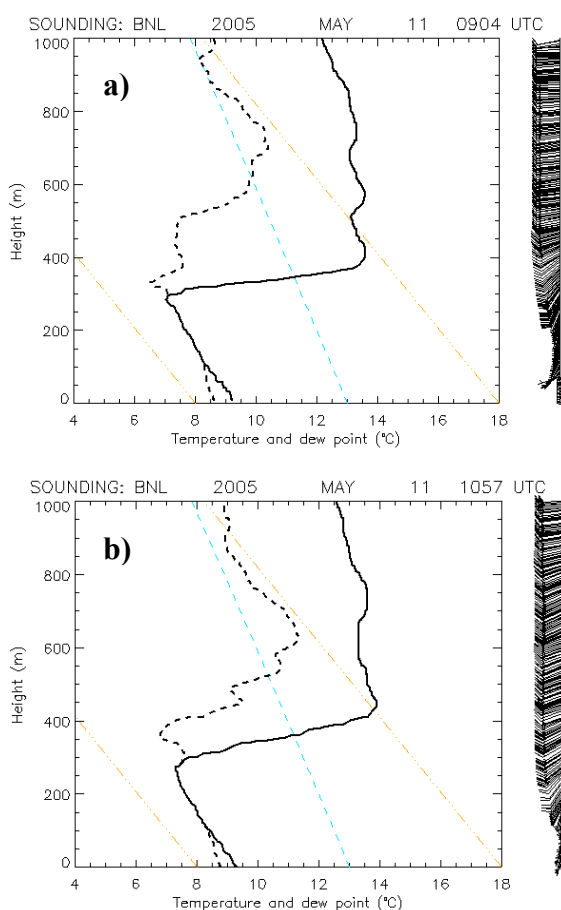 SOUNDING: BNL 2005 MAY 11 0904 UTC
1000
a)
800
600
Height (m)
400
200
0
4 6 8 10 12 14 16 18
Temperature and dew point (°C)
SOUNDING: BNL 2005 MAY 11 1057 UTC
1000
b)
800
600
Height (m)
400
200
0
4 6 8 10 12 14 16 18
Temperature and dew point (°C)